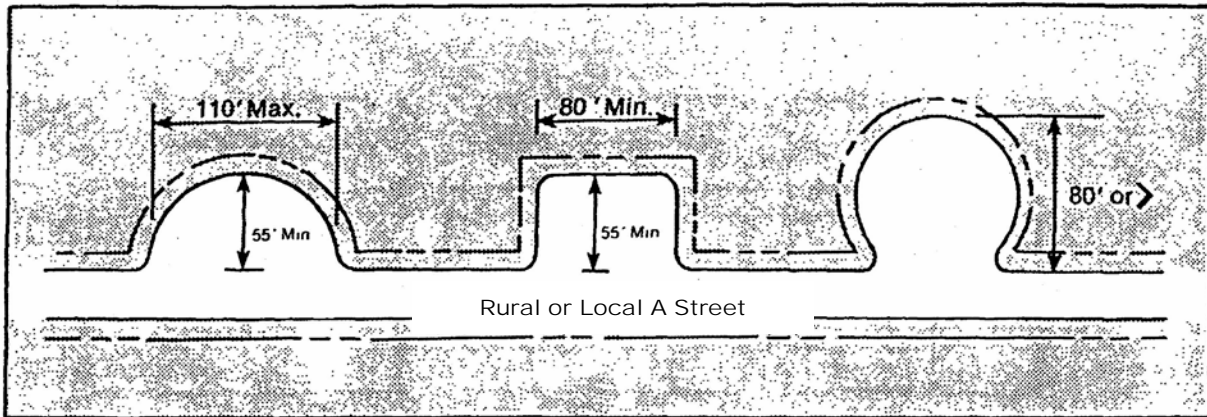 110' Max.
80' Min.
80' or >
55' Min
55' Min
Rural or Local A Street